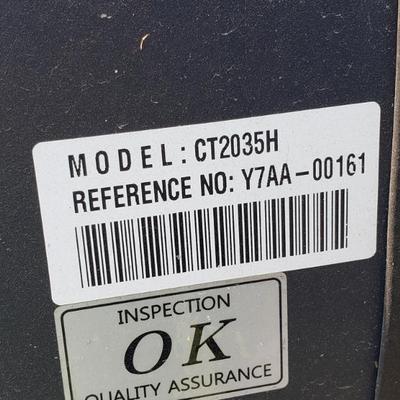 MODEL: CT2035H
REFERENCE NO: Y7AA-00161
INSPECTION
OK
QUALITY ASSURANCE